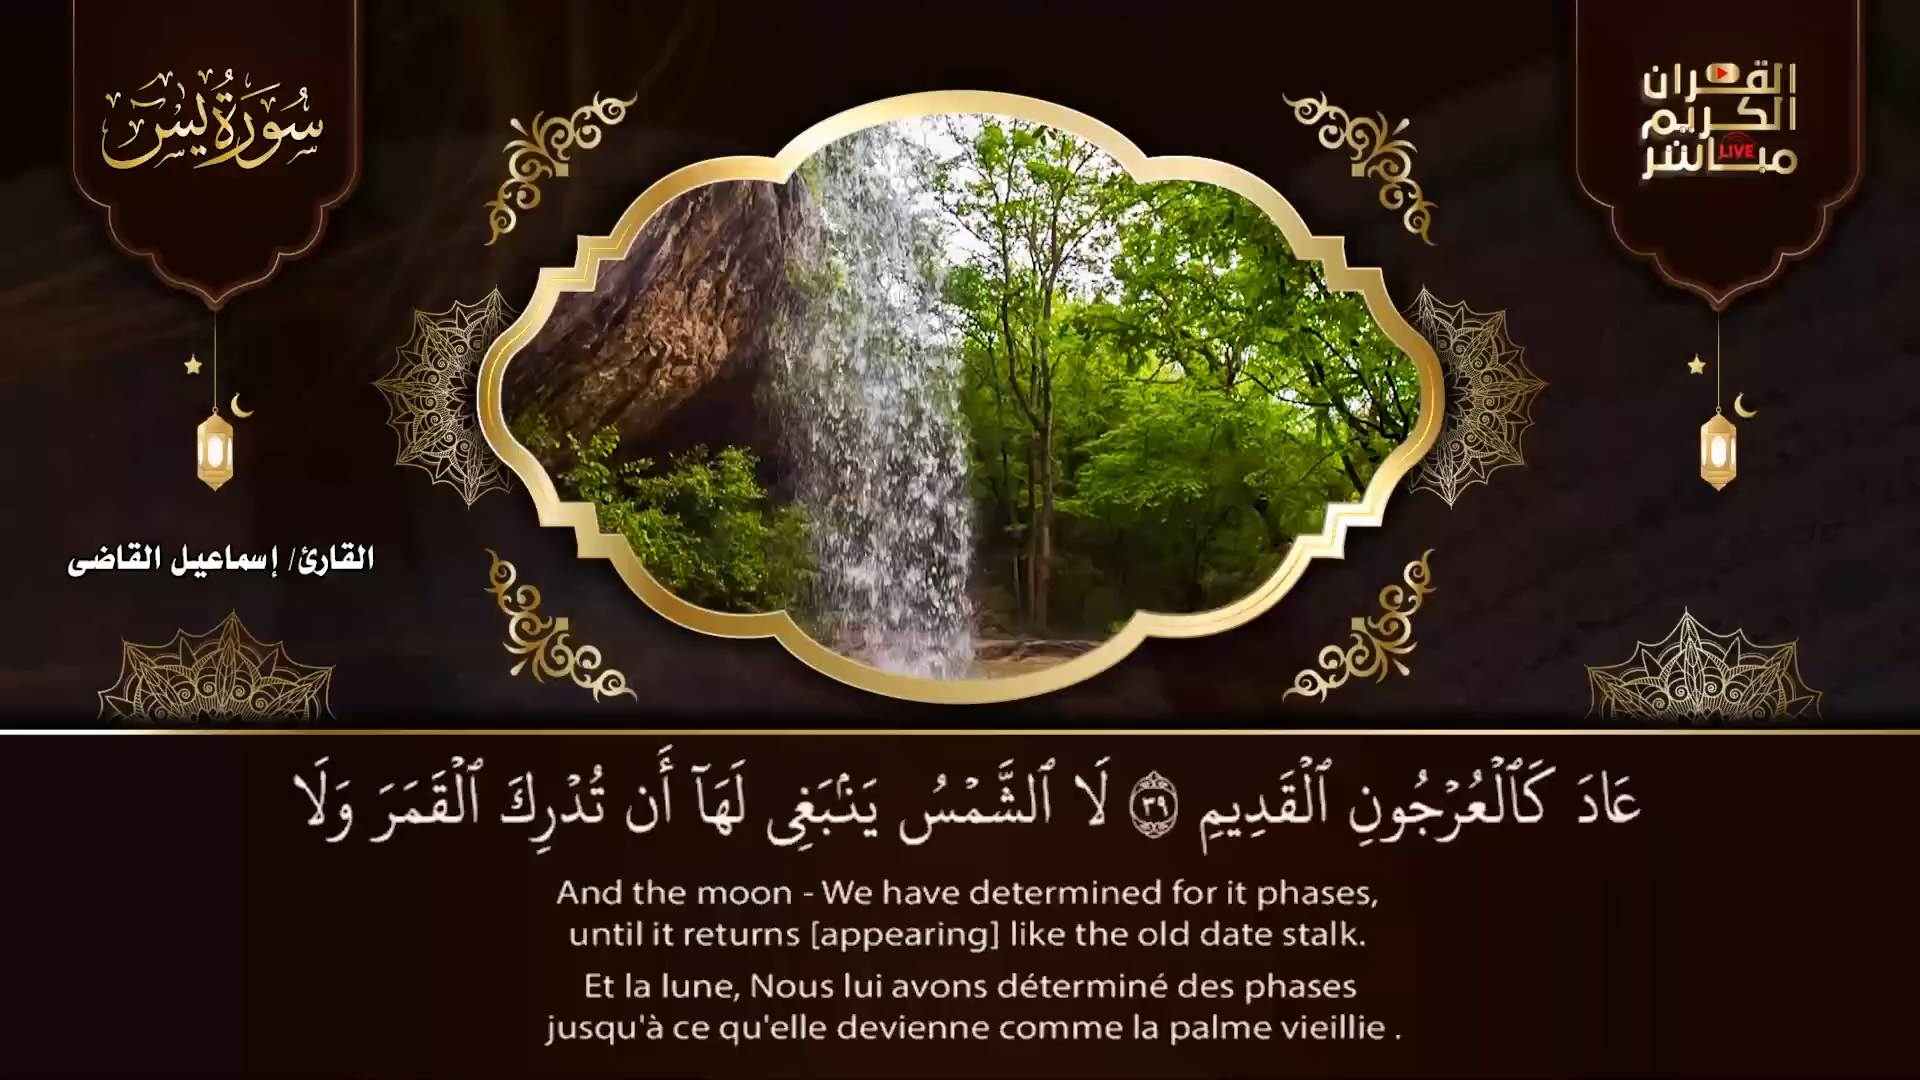 سُورَةُ يسٓ
القرآن
الكريم
مباشر
LIVE
القارئ/ إسماعيل القاضى
عَادَ كَٱلْعُرْجُونِ ٱلْقَدِيمِ ٣٩ لَا ٱلشَّمْسُ يَنۢبَغِى لَهَآ أَن تُدْرِكَ ٱلْقَمَرَ وَلَا
And the moon - We have determined for it phases,
until it returns [appearing] like the old date stalk.
Et la lune, Nous lui avons déterminé des phases
jusqu'à ce qu'elle devienne comme la palme vieillie .